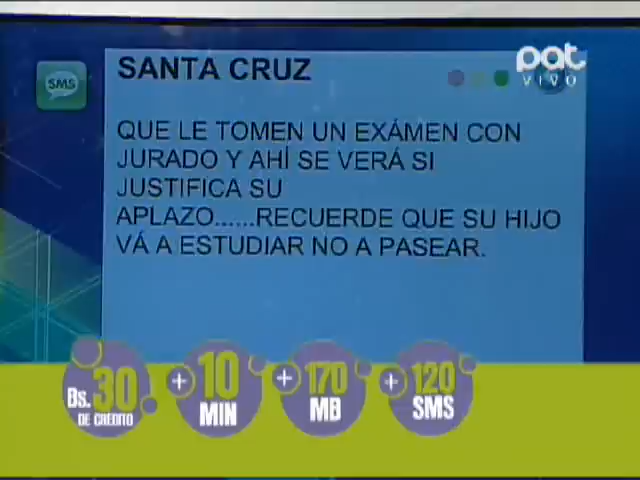 pat
VIVO
SMS
SANTA CRUZ
QUE LE TOMEN UN EXÁMEN CON
JURADO Y AHÍ SE VERÁ SI
JUSTIFICA SU
APLAZO......RECUERDE QUE SU HIJO
VÁ A ESTUDIAR NO A PASEAR.
Bs. 30 DE CRÉDITO
+ 10 MIN
+ 170 MB
+ 120 SMS